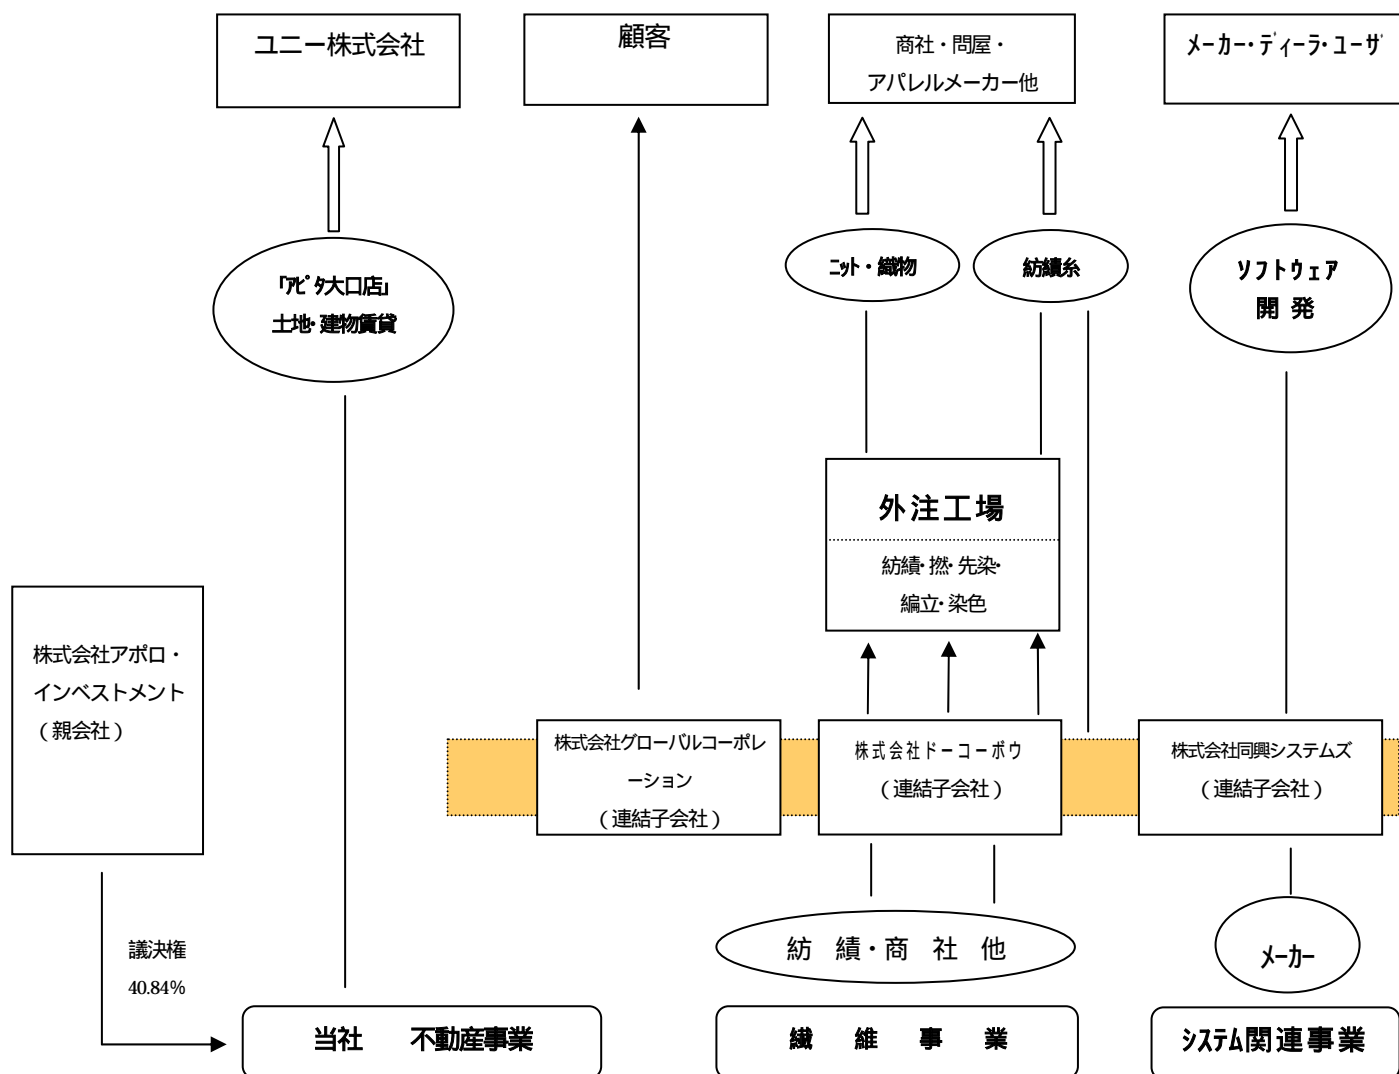 ユニー株式会社
顧客
商社・問屋・
アパレルメーカー他
メーカー・ディーラ・ユーザ
「アピタ大口店」
土地・建物賃貸
ニット・織物
紡績糸
ソフトウェア
開 発
外注工場
紡績・撚・先染・
編立・染色
株式会社アポロ・
インベストメント
（親会社）
株式会社グローバルコーポレ
ーション
（連結子会社）
株式会社ドーコーボウ
（連結子会社）
株式会社同興システムズ
（連結子会社）
議決権
40.84%
紡 績・商 社 他
メーカー
当社 不動産事業
繊 維 事 業
システム関連事業